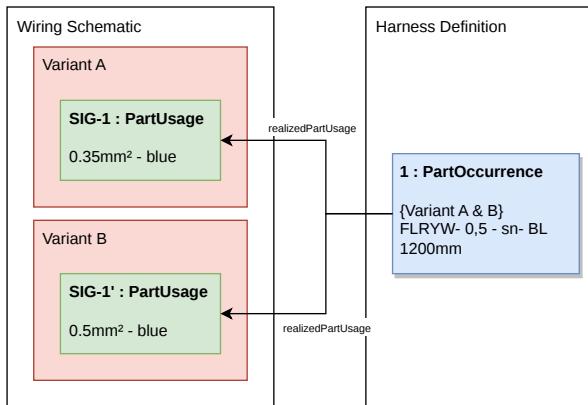 Wiring Schematic
Variant A
SIG-1 : PartUsage
0.35mm² - blue
Variant B
SIG-1' : PartUsage
0.5mm² - blue
realizedPartUsage
realizedPartUsage
Harness Definition
1 : PartOccurrence
{Variant A & B}
FLRYW- 0,5 - sn- BL
1200mm